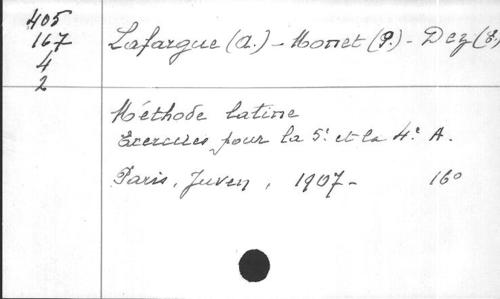 405
167
4
2
Lafargue (A.) - Monet (P.) - Dez (E.)
Méthode latine
Exercices pour la 5e et la 4e A.
Paris, Juven, 1907- 16°